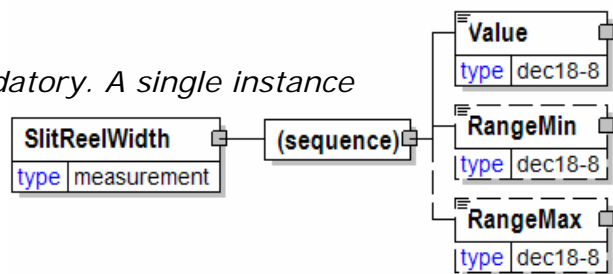 Value
type dec18-8
datory. A single instance
SlitReelWidth
type measurement
(sequence)
RangeMin
type dec18-8
RangeMax
type dec18-8